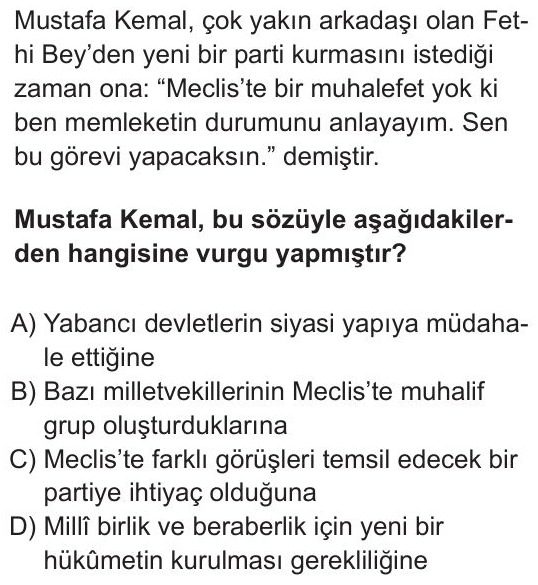 Mustafa Kemal, çok yakın arkadaşı olan Fet-
hi Bey’den yeni bir parti kurmasını istediği
zaman ona: “Meclis’te bir muhalefet yok ki
ben memleketin durumunu anlayayım. Sen
bu görevi yapacaksın.” demiştir.
Mustafa Kemal, bu sözüyle aşağıdakiler-
den hangisine vurgu yapmıştır?
A) Yabancı devletlerin siyasi yapıya müdaha-
le ettiğine
B) Bazı milletvekillerinin Meclis’te muhalif
grup oluşturduklarına
C) Meclis’te farklı görüşleri temsil edecek bir
partiye ihtiyaç olduğuna
D) Millî birlik ve beraberlik için yeni bir
hükûmetin kurulması gerekliliğine